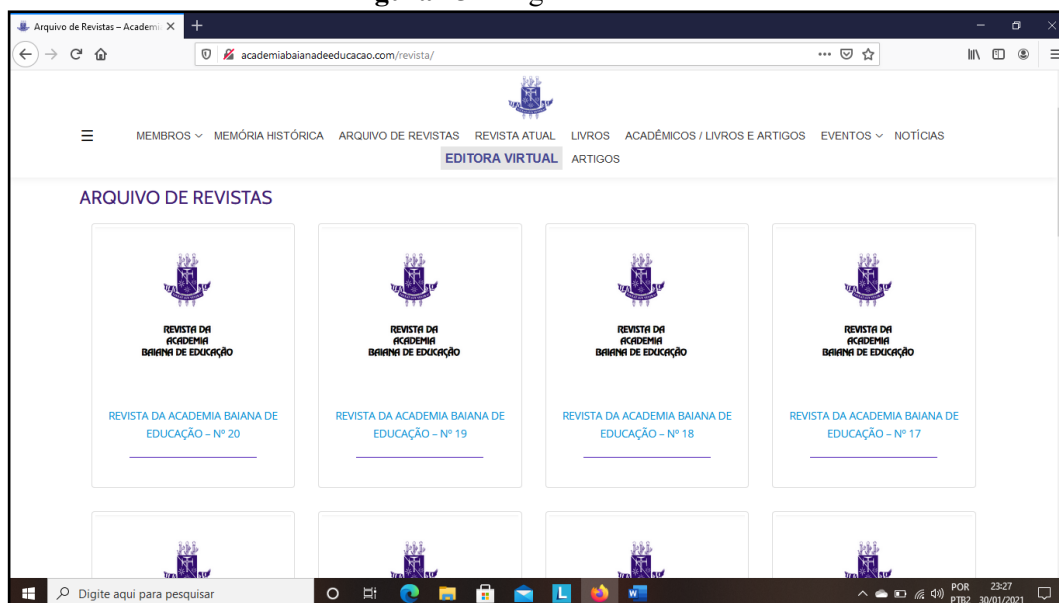 Arquivo de Revistas – Academi
academiabaianadeeducacao.com/revista/
MEMBROS MEMÓRIA HISTÓRICA ARQUIVO DE REVISTAS REVISTA ATUAL LIVROS ACADÊMICOS / LIVROS E ARTIGOS EVENTOS NOTÍCIAS
EDITORA VIRTUAL ARTIGOS
ARQUIVO DE REVISTAS
REVISTA DA
ACADEMIA
BAIANA DE EDUCAÇÃO
REVISTA DA ACADEMIA BAIANA DE
EDUCAÇÃO – Nº 20
REVISTA DA
ACADEMIA
BAIANA DE EDUCAÇÃO
REVISTA DA ACADEMIA BAIANA DE
EDUCAÇÃO – Nº 19
REVISTA DA
ACADEMIA
BAIANA DE EDUCAÇÃO
REVISTA DA ACADEMIA BAIANA DE
EDUCAÇÃO – Nº 18
REVISTA DA
ACADEMIA
BAIANA DE EDUCAÇÃO
REVISTA DA ACADEMIA BAIANA DE
EDUCAÇÃO – Nº 17
Digite aqui para pesquisar
POR 23:27
PTB2 30/01/2021